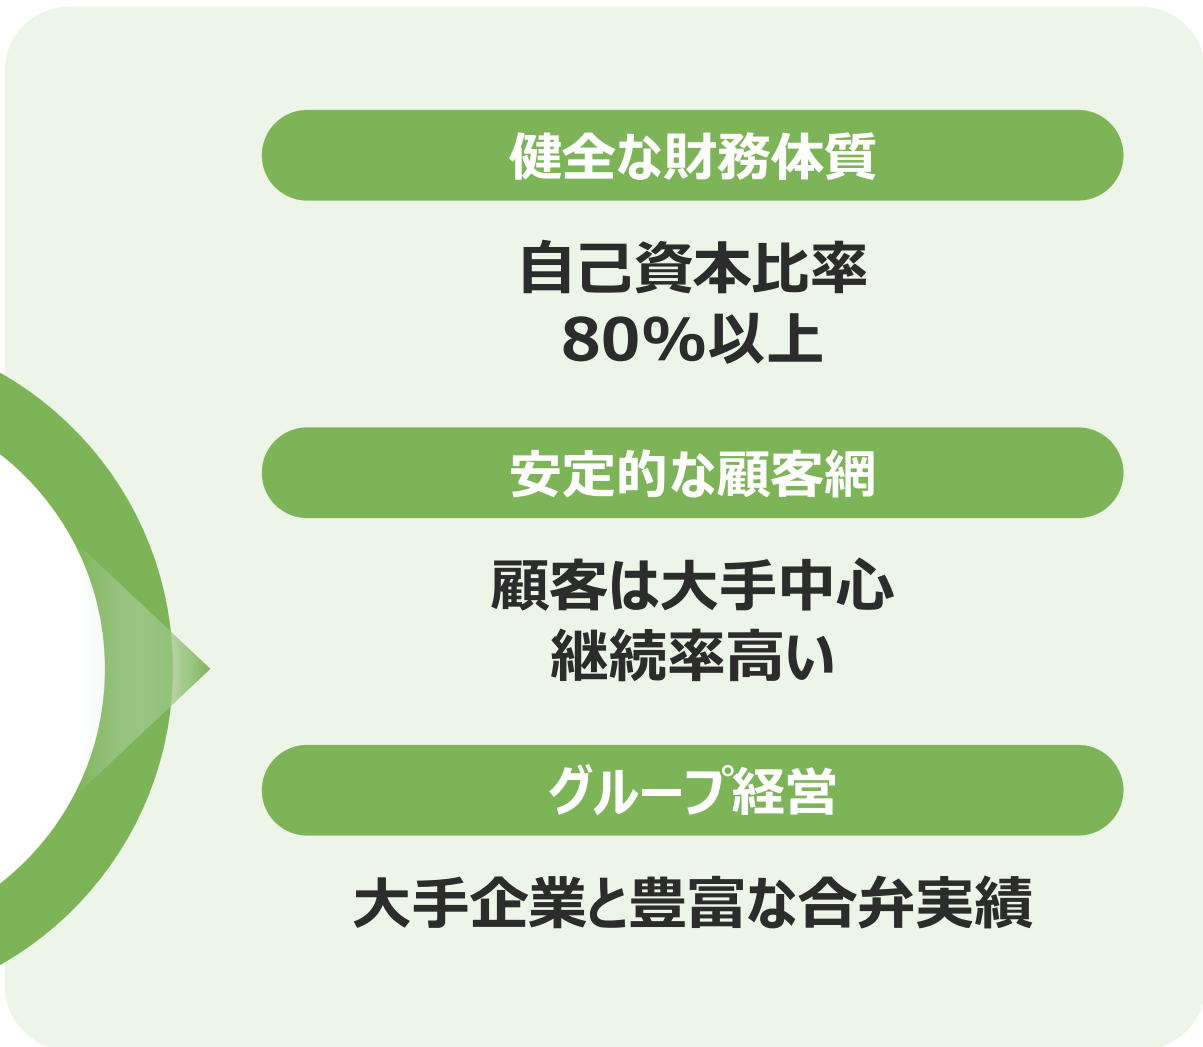 健全な財務体質
自己資本比率
80%以上
安定的な顧客網
顧客は大手中心
継続率高い
グループ経営
大手企業と豊富な合弁実績